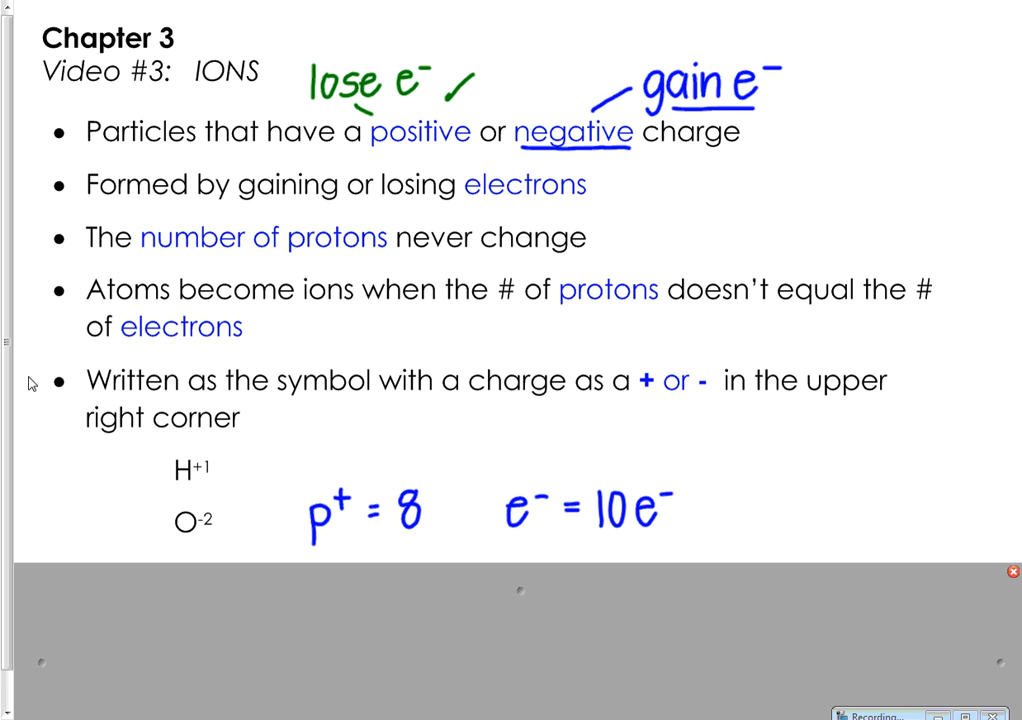 Chapter 3
Video #3: IONS
lose e⁻ gain e⁻
• Particles that have a positive or negative charge
• Formed by gaining or losing electrons
• The number of protons never change
• Atoms become ions when the # of protons doesn't equal the #
of electrons
• Written as the symbol with a charge as a + or - in the upper
right corner
H⁺¹
O⁻² p⁺ = 8 e⁻ = 10 e⁻
Recording...